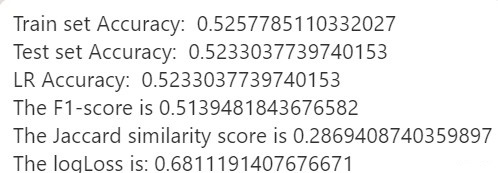 Train set Accuracy:  0.5257785110332027
Test set Accuracy:  0.5233037739740153
LR Accuracy:  0.5233037739740153
The F1-score is 0.5139481843676582
The Jaccard similarity score is 0.2869408740359897
The logLoss is: 0.6811191407676671